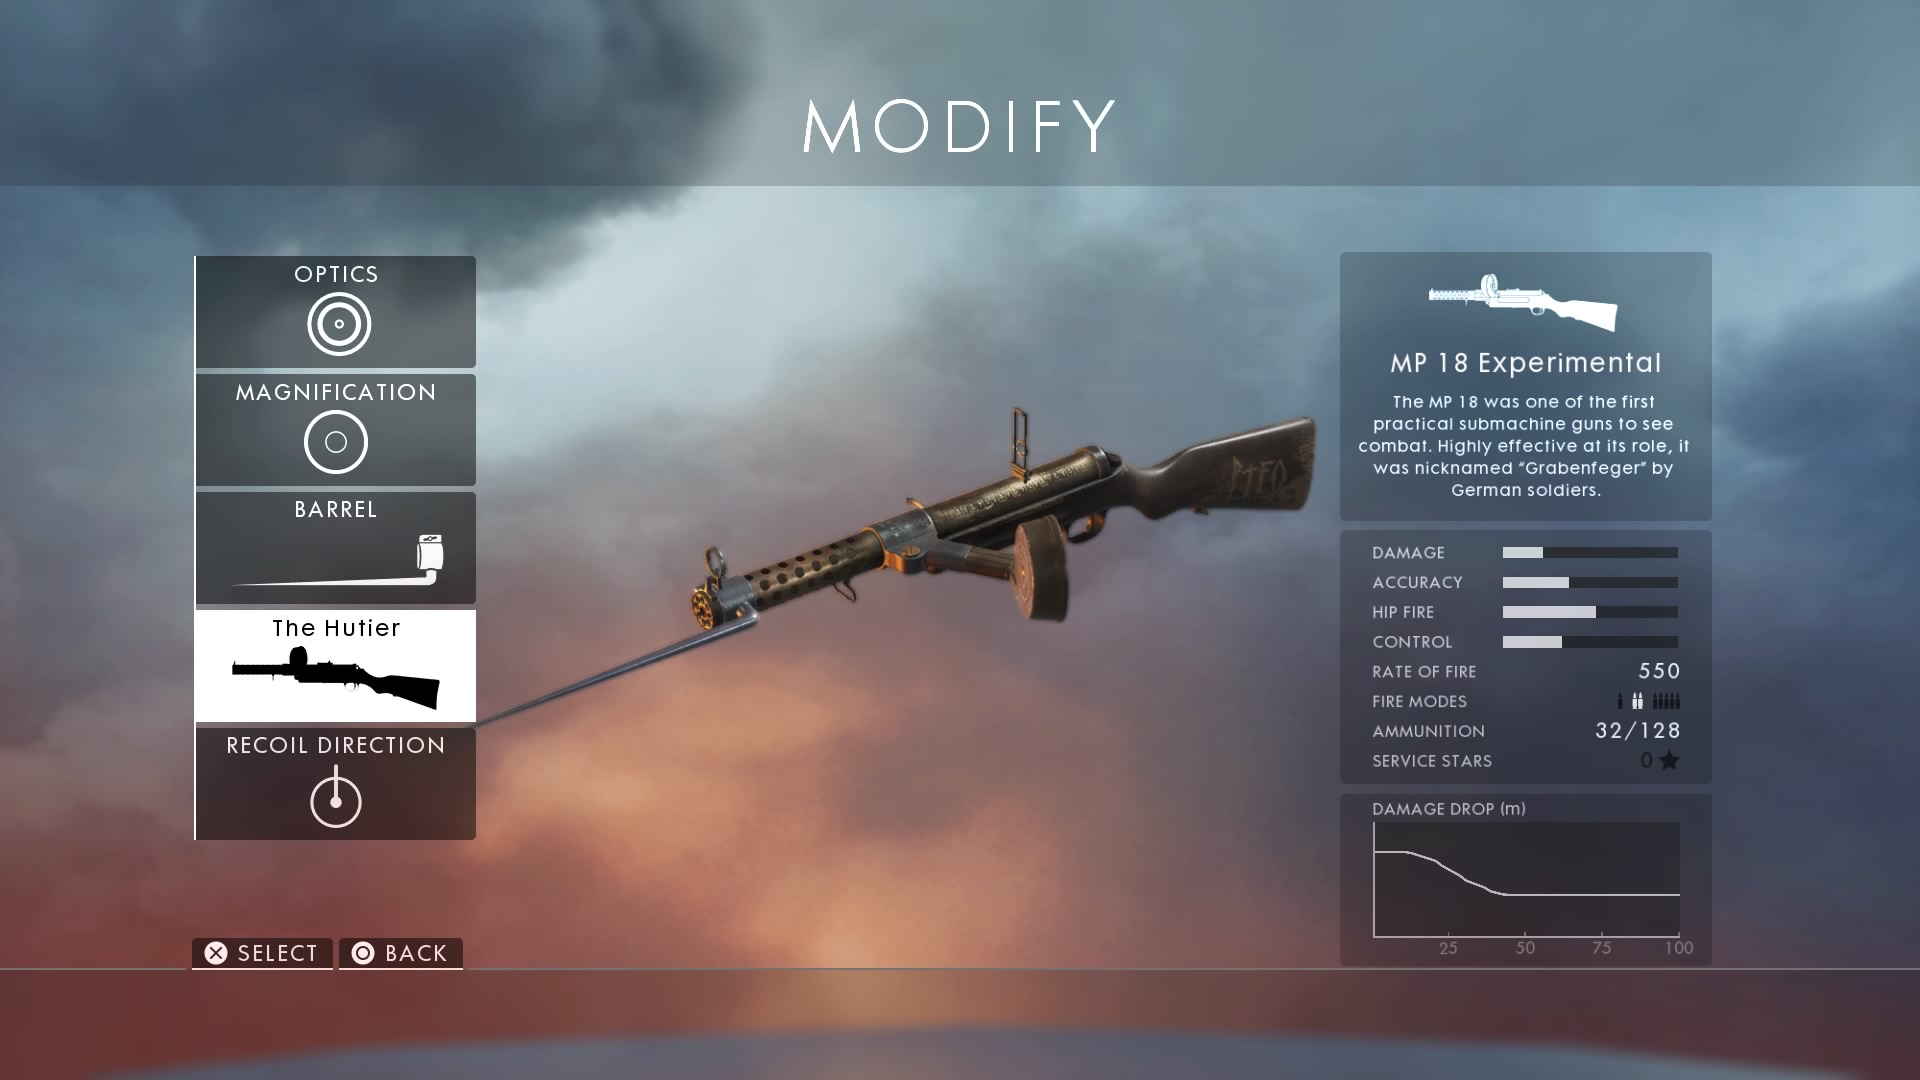 MODIFY
OPTICS
MAGNIFICATION
BARREL
The Hutier
RECOIL DIRECTION
SELECT
BACK
PTFO
MP 18 Experimental
The MP 18 was one of the first
practical submachine guns to see
combat. Highly effective at its role, it
was nicknamed “Grabenfeger” by
German soldiers.
DAMAGE
ACCURACY
HIP FIRE
CONTROL
RATE OF FIRE 550
FIRE MODES
AMMUNITION 32/128
SERVICE STARS 0
DAMAGE DROP (m)
25 50 75 100